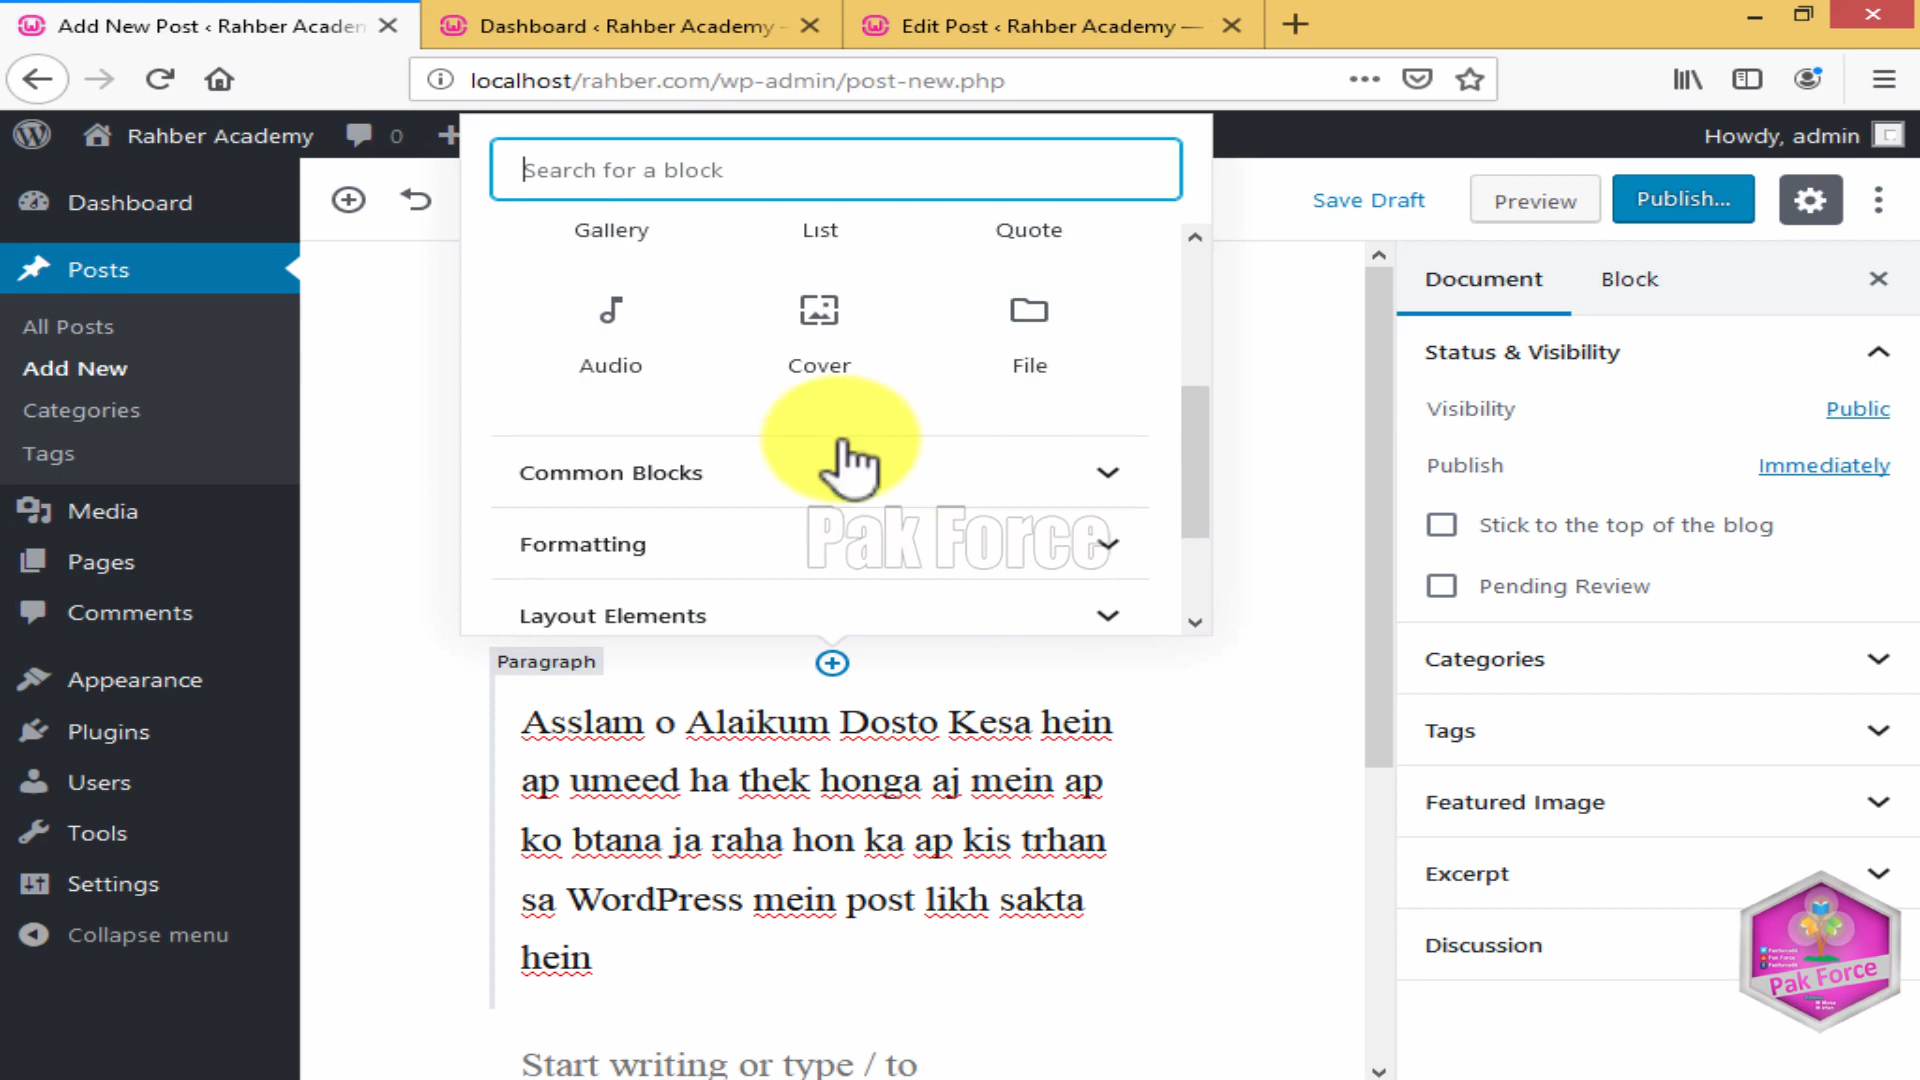 Add New Post ‹ Rahber Academ
Dashboard ‹ Rahber Academy –
Edit Post ‹ Rahber Academy —
localhost/rahber.com/wp-admin/post-new.php
Rahber Academy
0
Howdy, admin
Search for a block
Save Draft
Preview
Publish...
Dashboard
Posts
All Posts
Add New
Categories
Tags
Media
Pages
Comments
Appearance
Plugins
Users
Tools
Settings
Collapse menu
Gallery
List
Quote
Audio
Cover
File
Common Blocks
Formatting
Layout Elements
Pak Force
Paragraph
Asslam o Alaikum Dosto Kesa hein
ap umeed ha thek honga aj mein ap
ko btana ja raha hon ka ap kis trhan
sa WordPress mein post likh sakta
hein
Start writing or type / to
Document
Block
Status & Visibility
Visibility
Public
Publish
Immediately
Stick to the top of the blog
Pending Review
Categories
Tags
Featured Image
Excerpt
Discussion
Pak Force